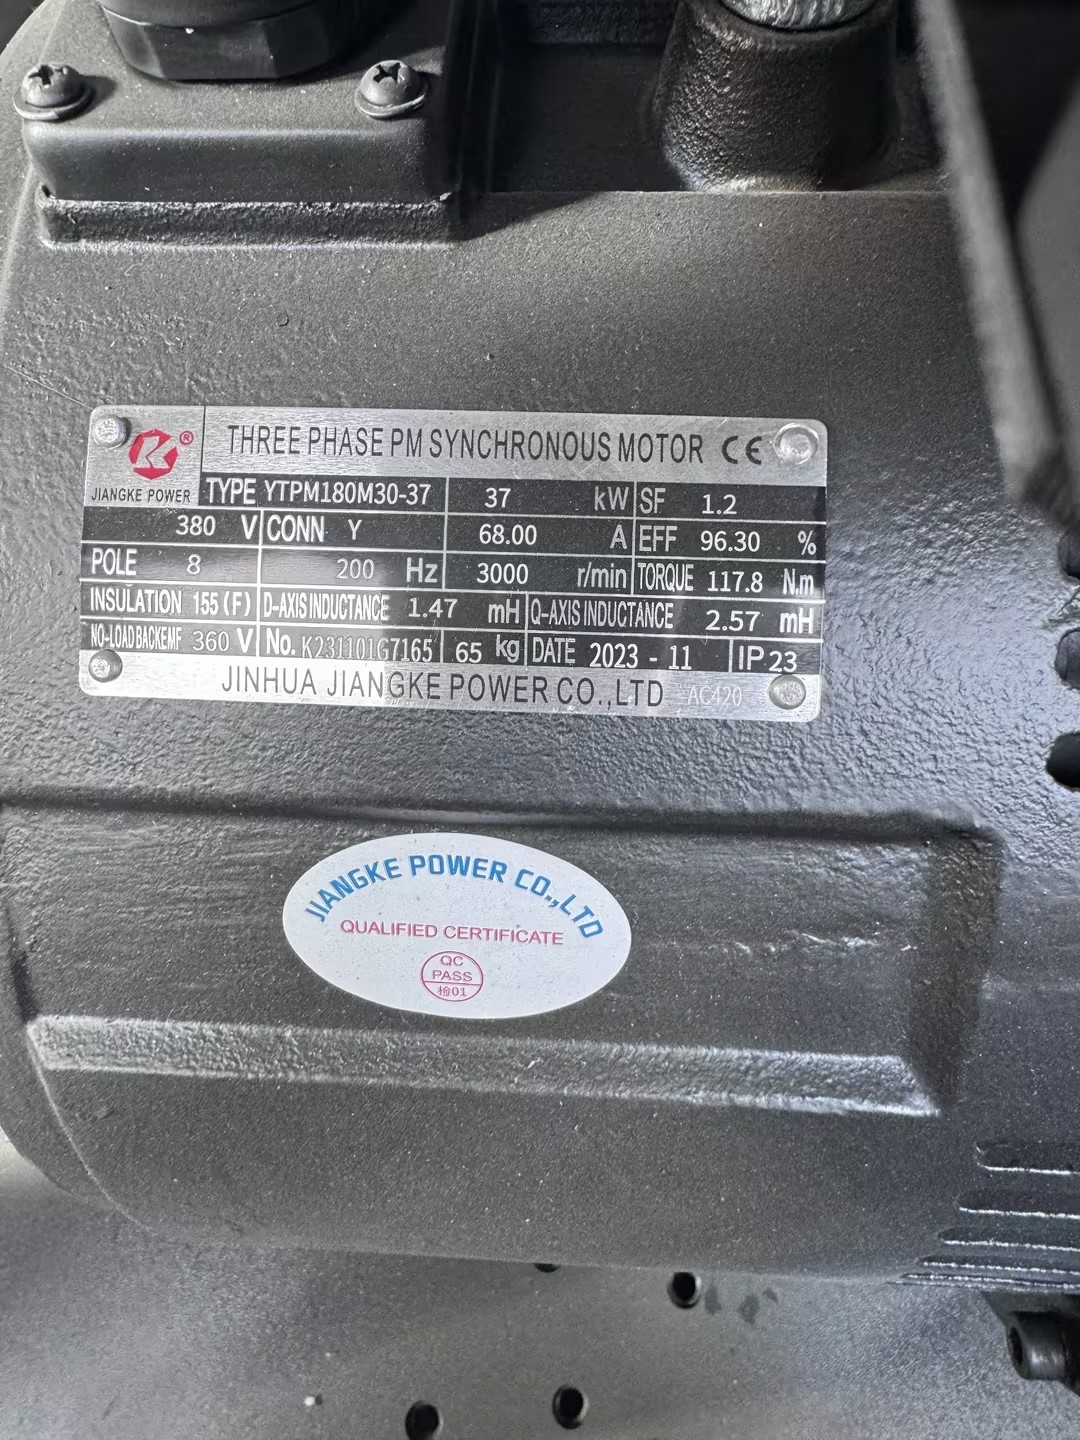 THREE PHASE PM SYNCHRONOUS MOTOR CE
K®
JIANGKE POWER
TYPE YTPM180M30-37 37 kW SF 1.2
380 V CONN Y 68.00 A EFF 96.30 %
POLE 8 200 Hz 3000 r/min TORQUE 117.8 N.m
INSULATION 155(F) D-AXIS INDUCTANCE 1.47 mH Q-AXIS INDUCTANCE 2.57 mH
NO-LOAD BACKEMF 360 V No. K231101G7165 65 kg DATE 2023-11 IP 23
JINHUA JIANGKE POWER CO.,LTD AC420
JIANGKE POWER CO.,LTD
QUALIFIED CERTIFICATE
QC
PASS
检01